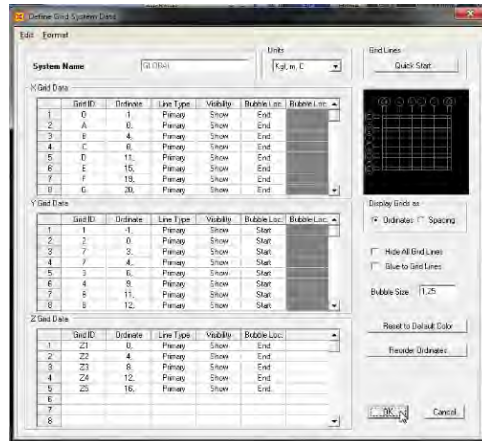 Define Grid System Data
Edit Format
System Name GLOBAL
Units
Kgf, m, C
Grid Lines
Quick Start
X Grid Data
Grid ID Ordinate Line Type Visibility Bubble Loc. Bubble Loc.
1 Primary Show End
2 A 0. Primary Show End
3 B 4. Primary Show End
4 C 8. Primary Show End
5 D 11. Primary Show End
6 E 15. Primary Show End
7 F 19. Primary Show End
8 G 20. Primary Show End
Y Grid Data
Grid ID Ordinate Line Type Visibility Bubble Loc. Bubble Loc.
1 1 -1. Primary Show Start
2 2 0. Primary Show Start
3 7 3. Primary Show Start
4 7 4. Primary Show Start
5 3 6. Primary Show Start
6 4 9. Primary Show Start
7 11. Primary Show Start
8 12. Primary Show Start
Display Grids as
Ordinates Spacing
Hide All Grid Lines
Glue to Grid Lines
Bubble Size 1.25
Reset to Default Color
Reorder Ordinates
Z Grid Data
Grid ID Ordinate Line Type Visibility Bubble Loc.
1 Z1 0. Primary Show End
2 Z2 4. Primary Show End
3 Z3 8. Primary Show End
4 Z4 12. Primary Show End
5 Z5 16. Primary Show End
6
7
8
OK Cancel